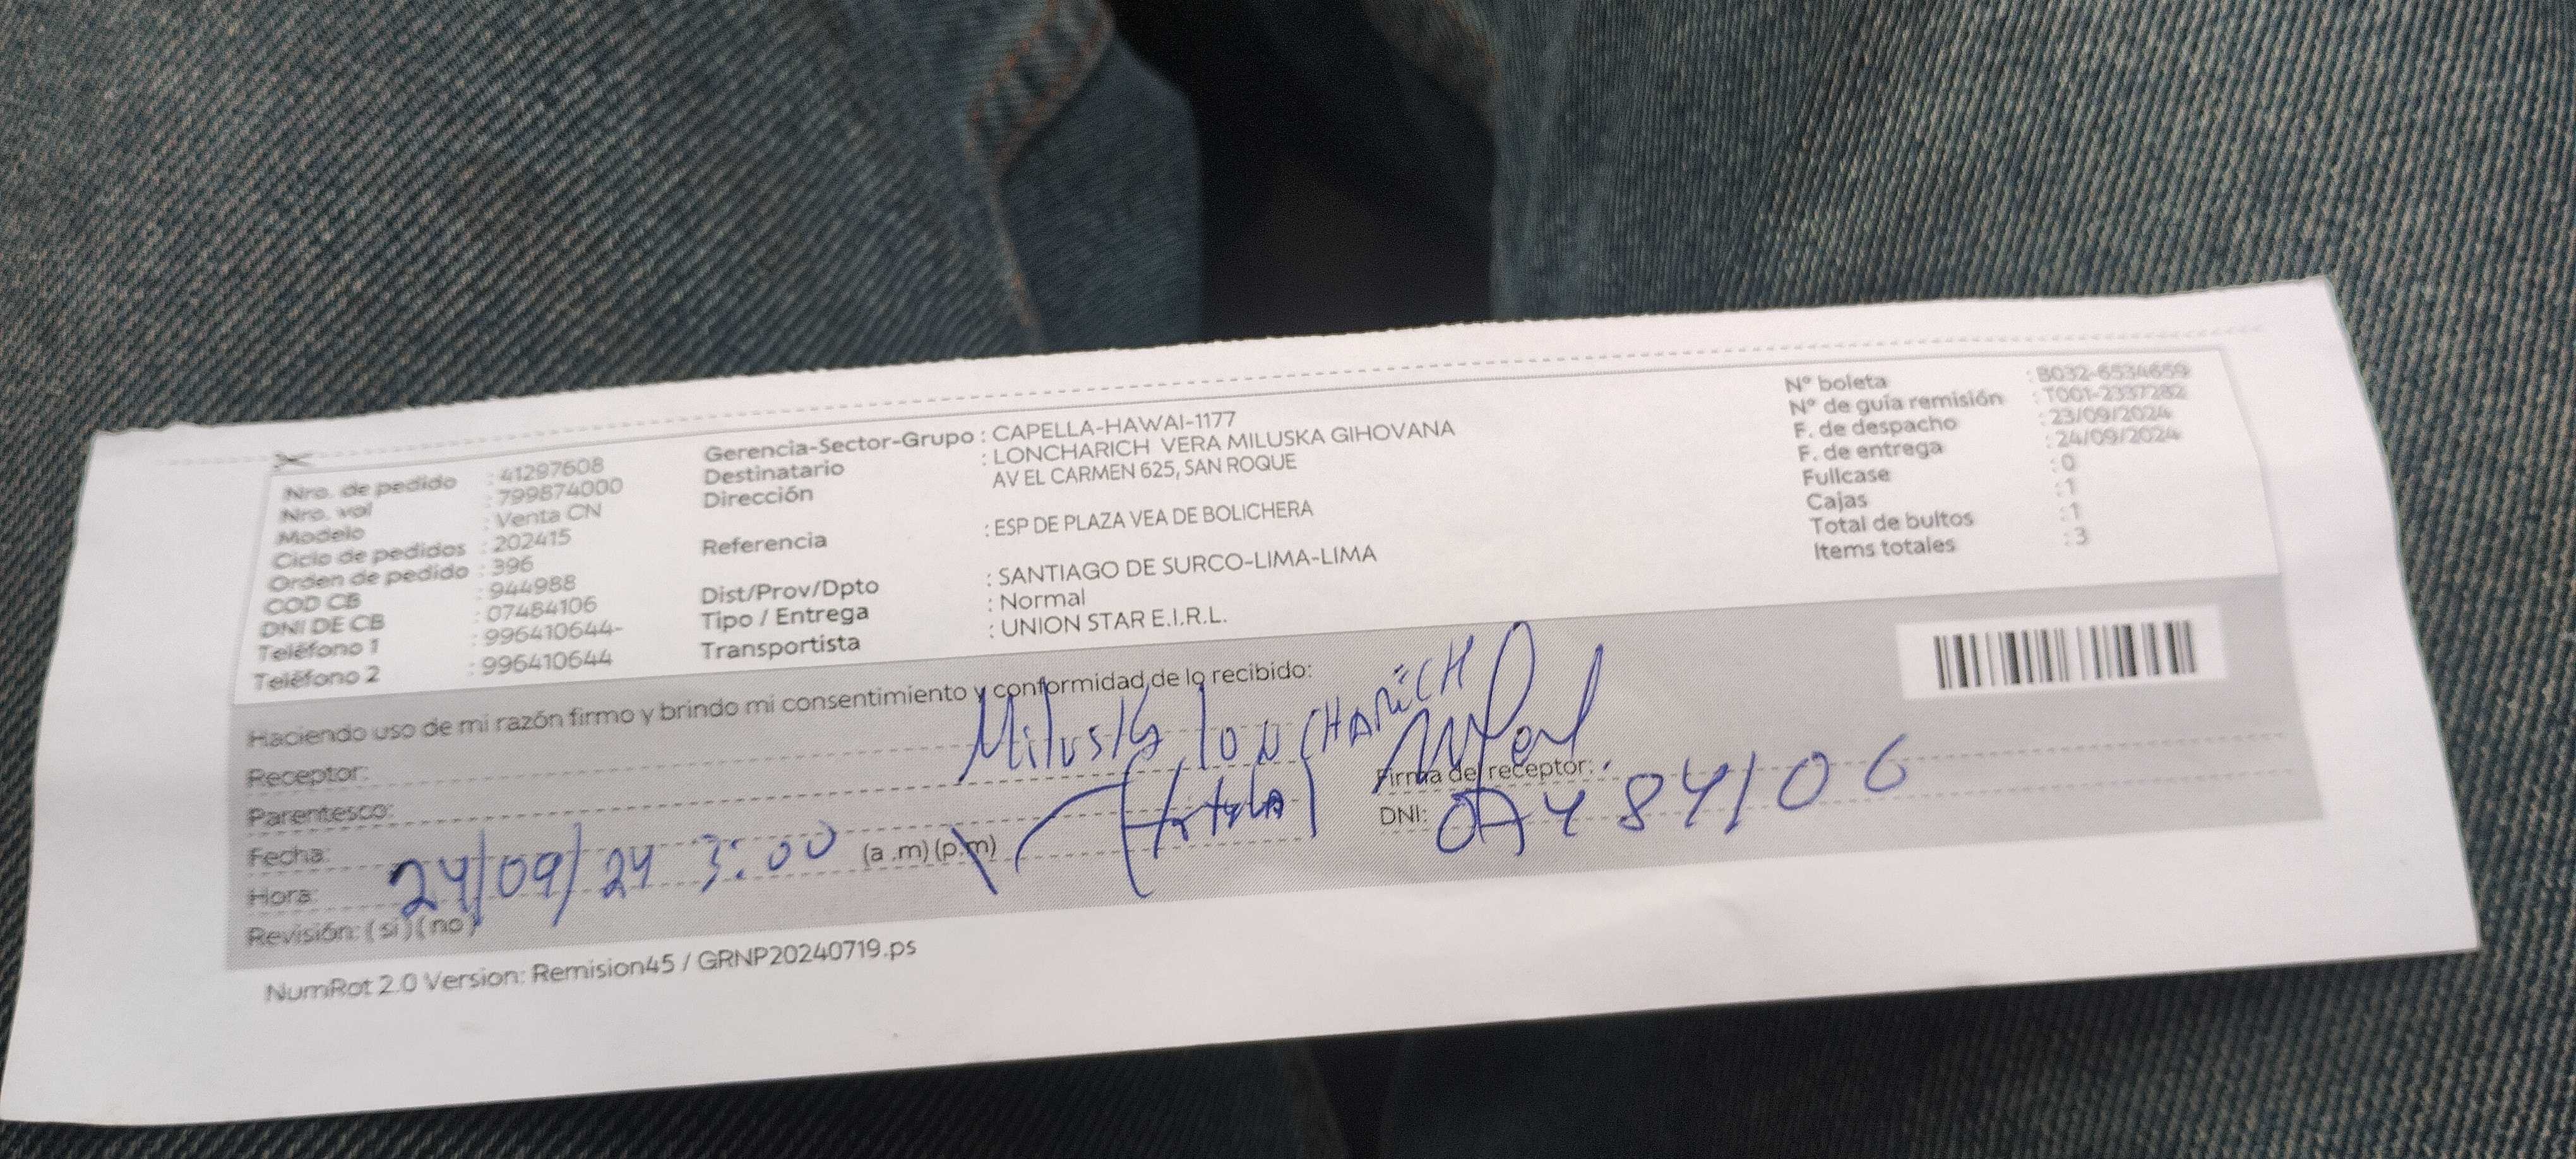 Nro. de pedido : 41297608
Nro. val : 799874000
Modelo : Venta CN
Ciclo de pedidos : 202415
Orden de pedido : 396
COD CB : 944988
DNI DE CB : 07484106
Teléfono 1 : 996410644-
Teléfono 2 : 996410644
Gerencia-Sector-Grupo : CAPELLA-HAWAI-1177
Destinatario : LONCHARICH VERA MILUSKA GIHOVANA
Dirección AV EL CARMEN 625, SAN ROQUE
Referencia : ESP DE PLAZA VEA DE BOLICHERA
Dist/Prov/Dpto : SANTIAGO DE SURCO-LIMA-LIMA
Tipo / Entrega : Normal
Transportista : UNION STAR E.I.R.L.
N° boleta : B032-6534659
N° de guía remisión : T001-2337282
F. de despacho : 23/09/2024
F. de entrega : 24/09/2024
Fullcase : 0
Cajas : 1
Total de bultos : 1
Items totales : 3
Haciendo uso de mi razón firmo y brindo mi consentimiento y conformidad de lo recibido:
Receptor: Miluska LONCHARICH
Parentesco: (titular)
Fecha: 24/09/24 3:00 (a .m) (p.m)
Hora:
Revisión: ( si ) ( no )
Firma del receptor:
DNI: 07484106
NumRot 2.0 Version: Remision45 / GRNP20240719.ps